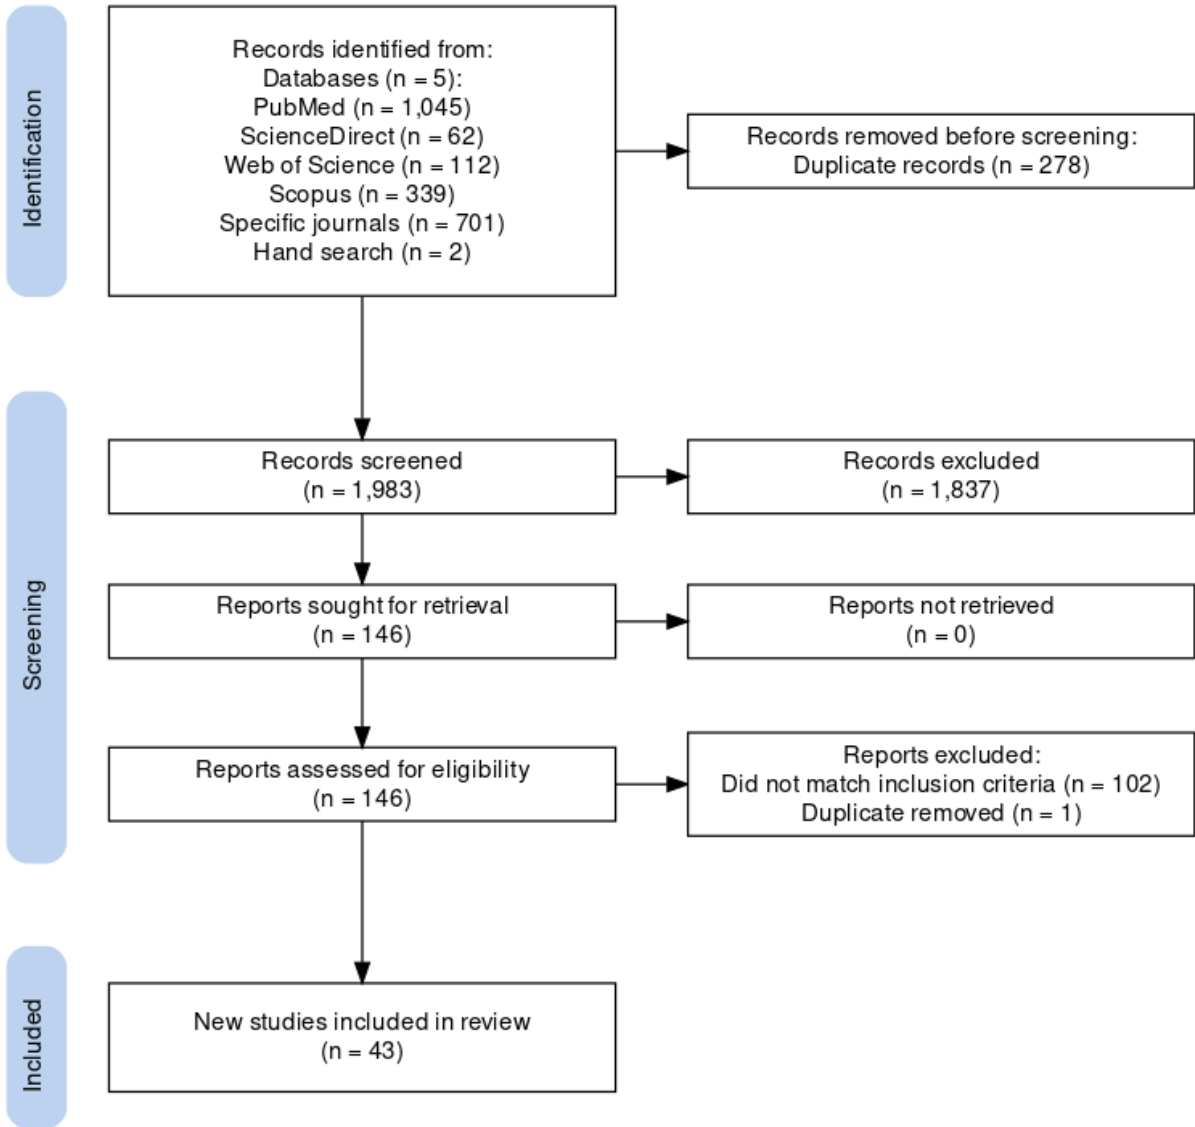 Identification
Records identified from:
Databases (n = 5):
PubMed (n = 1,045)
ScienceDirect (n = 62)
Web of Science (n = 112)
Scopus (n = 339)
Specific journals (n = 701)
Hand search (n = 2)
Records removed before screening:
Duplicate records (n = 278)
Screening
Records screened
(n = 1,983)
Records excluded
(n = 1,837)
Reports sought for retrieval
(n = 146)
Reports not retrieved
(n = 0)
Reports assessed for eligibility
(n = 146)
Reports excluded:
Did not match inclusion criteria (n = 102)
Duplicate removed (n = 1)
Included
New studies included in review
(n = 43)